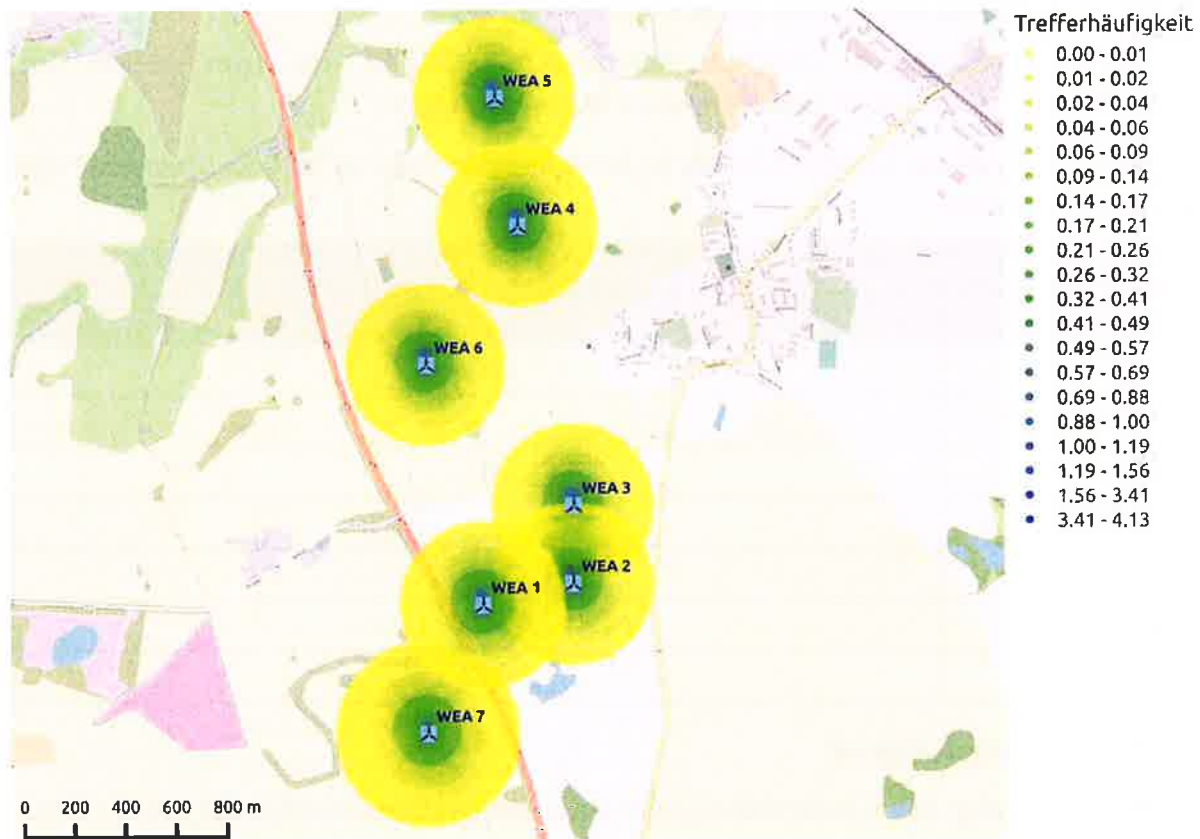 Trefferhäufigkeit
0.00 - 0.01
0.01 - 0.02
0.02 - 0.04
0.04 - 0.06
0.06 - 0.09
0.09 - 0.14
0.14 - 0.17
0.17 - 0.21
0.21 - 0.26
0.26 - 0.32
0.32 - 0.41
0.41 - 0.49
0.49 - 0.57
0.57 - 0.69
0.69 - 0.88
0.88 - 1.00
1.00 - 1.19
1.19 - 1.56
1.56 - 3.41
3.41 - 4.13
WEA 5
WEA 4
WEA 6
WEA 3
WEA 2
WEA 1
WEA 7
0 200 400 600 800 m